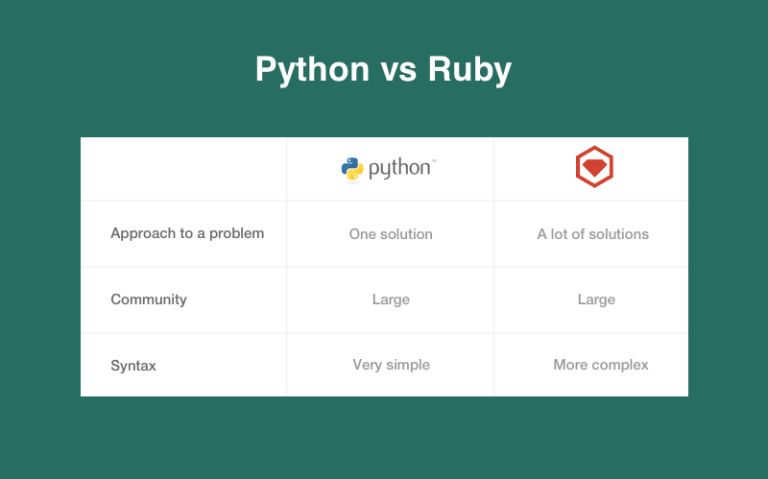 Python vs Ruby
python™
Approach to a problem
One solution
A lot of solutions
Community
Large
Large
Syntax
Very simple
More complex